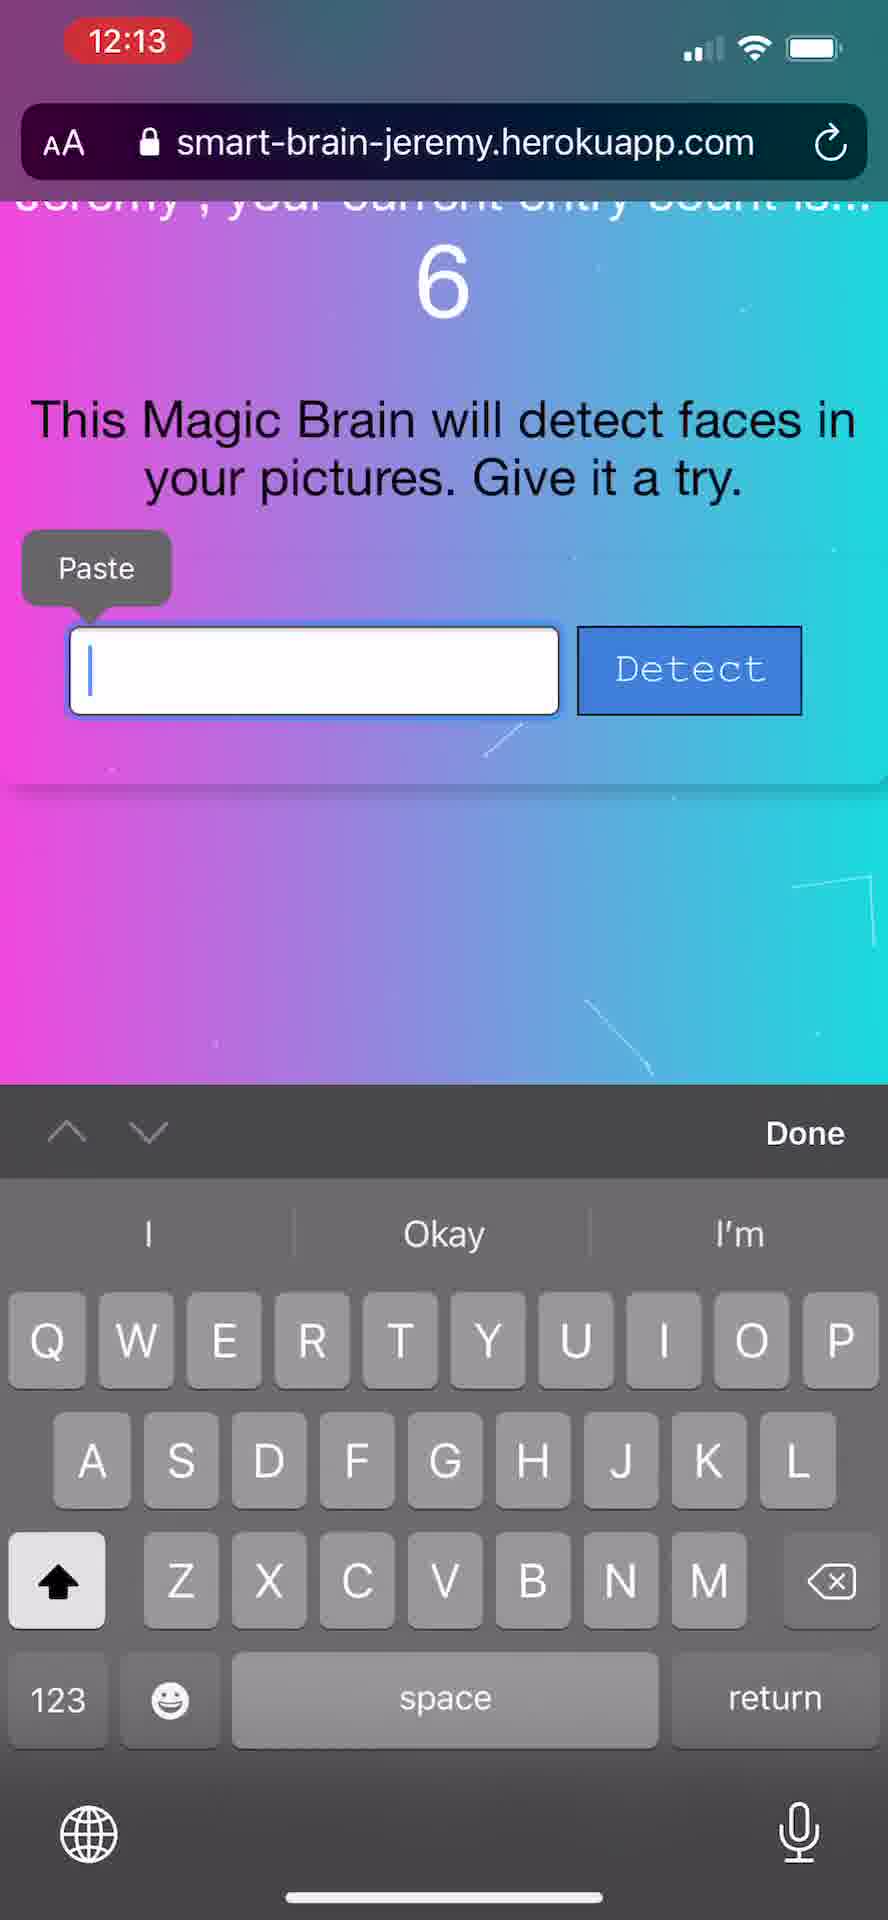 12:13
AA smart-brain-jeremy.herokuapp.com
Jeremy , your current entry count is...
6
This Magic Brain will detect faces in
your pictures. Give it a try.
Paste
Detect
Done
I Okay I'm
Q W E R T Y U I O P
A S D F G H J K L
Z X C V B N M
123 space return